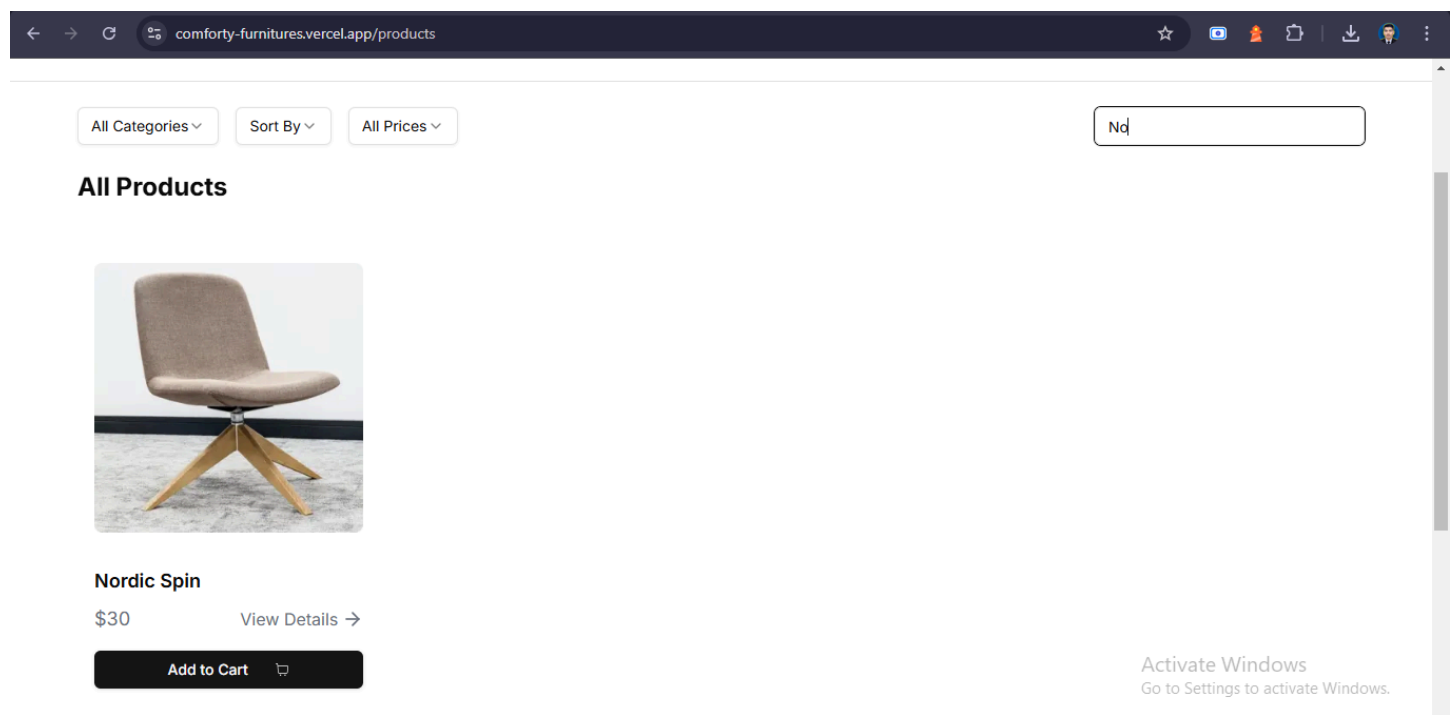 comforty-furnitures.vercel.app/products
All Categories Sort By All Prices No
All Products
Nordic Spin
$30 View Details →
Add to Cart
Activate Windows
Go to Settings to activate Windows.